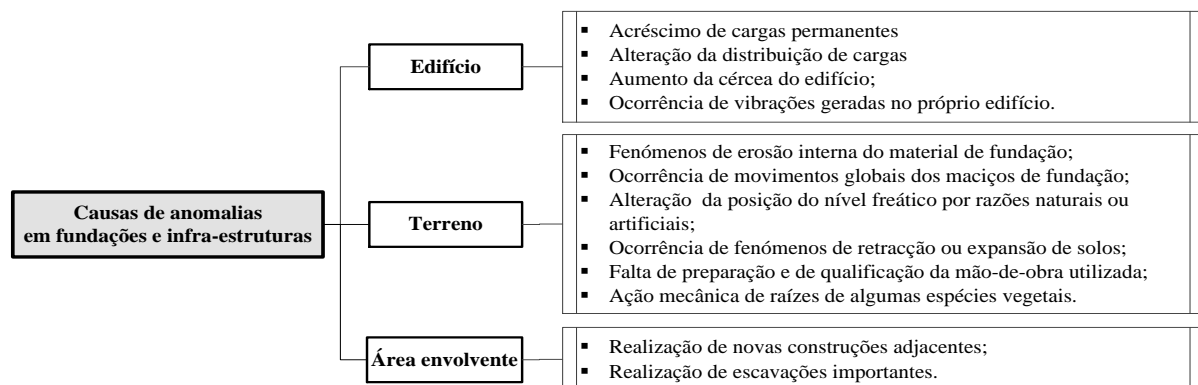 Causas de anomalias
em fundações e infra-estruturas
Edifício
▪ Acréscimo de cargas permanentes
▪ Alteração da distribuição de cargas
▪ Aumento da cércea do edifício;
▪ Ocorrência de vibrações geradas no próprio edifício.
Terreno
▪ Fenómenos de erosão interna do material de fundação;
▪ Ocorrência de movimentos globais dos maciços de fundação;
▪ Alteração da posição do nível freático por razões naturais ou
artificiais;
▪ Ocorrência de fenómenos de retracção ou expansão de solos;
▪ Falta de preparação e de qualificação da mão-de-obra utilizada;
▪ Ação mecânica de raízes de algumas espécies vegetais.
Área envolvente
▪ Realização de novas construções adjacentes;
▪ Realização de escavações importantes.